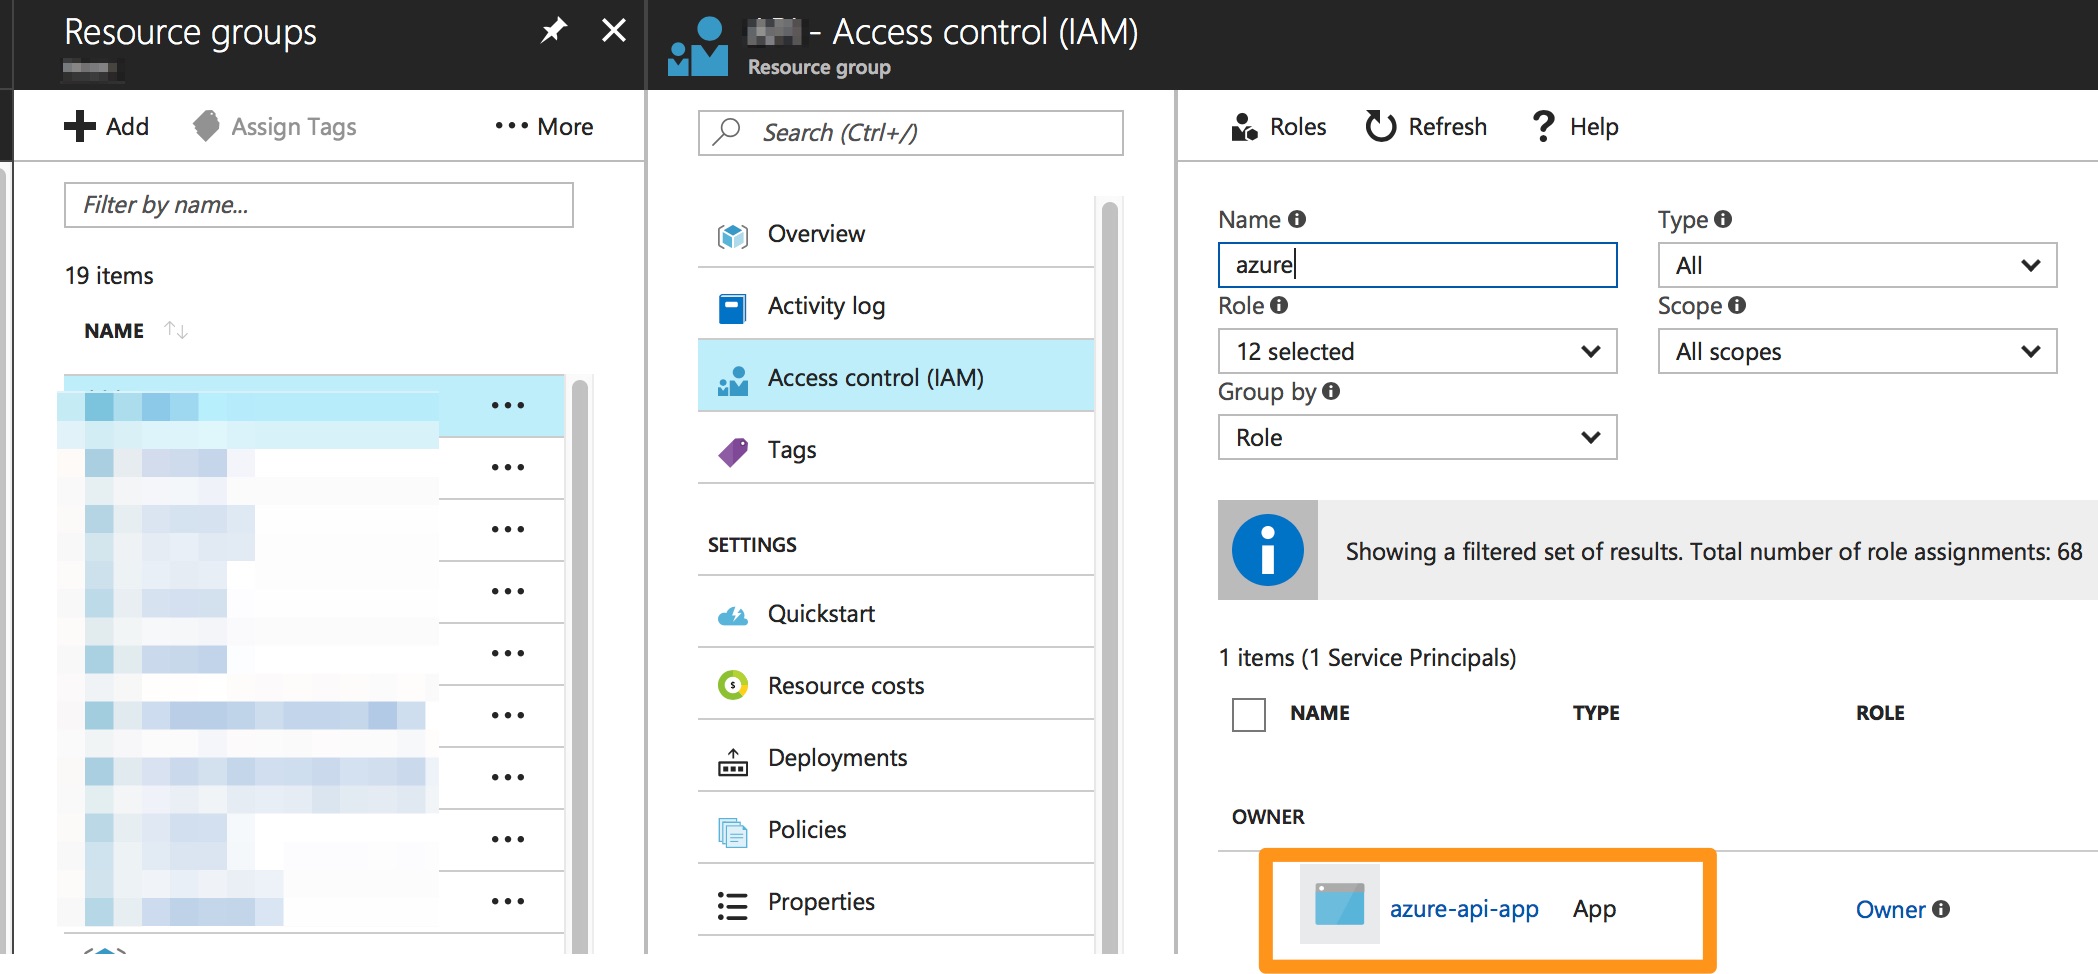 Resource groups
Add
Assign Tags
More
Filter by name...
19 items
NAME
- Access control (IAM)
Resource group
Search (Ctrl+/)
Overview
Activity log
Access control (IAM)
Tags
SETTINGS
Quickstart
Resource costs
Deployments
Policies
Properties
Roles
Refresh
Help
Name
Type
azure
All
Role
Scope
12 selected
All scopes
Group by
Role
Showing a filtered set of results. Total number of role assignments: 68
1 items (1 Service Principals)
NAME TYPE ROLE
OWNER
azure-api-app App Owner